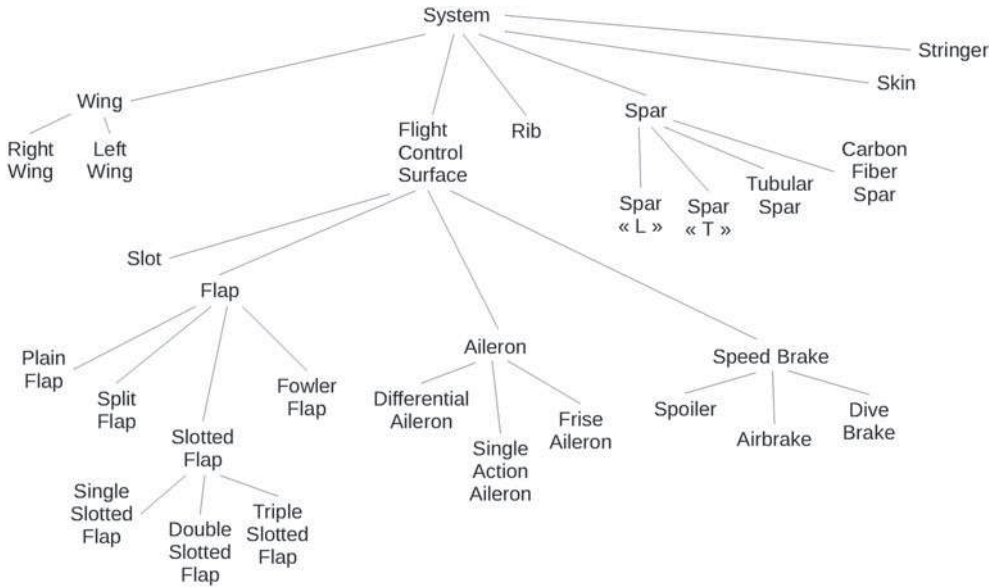 System
Stringer
Skin
Wing
Spar
Flight
Control
Surface
Rib
Right
Wing
Left
Wing
Carbon
Fiber
Spar
Tubular
Spar
Spar
« L »
Spar
« T »
Slot
Flap
Aileron
Speed Brake
Plain
Flap
Split
Flap
Fowler
Flap
Differential
Aileron
Frise
Aileron
Spoiler
Dive
Brake
Airbrake
Slotted
Flap
Single
Action
Aileron
Single
Slotted
Flap
Double
Slotted
Flap
Triple
Slotted
Flap